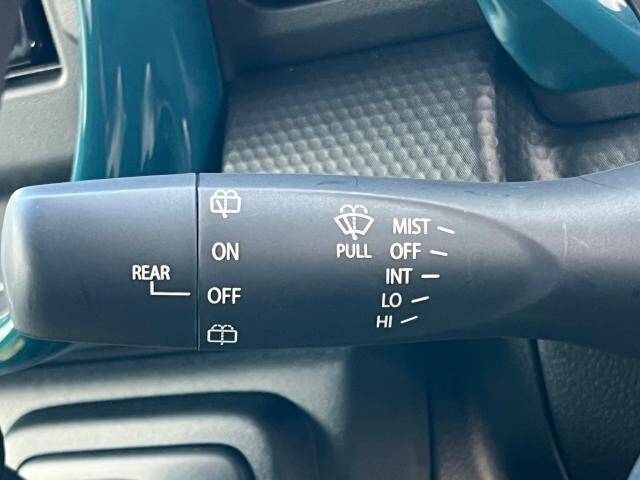 REAR
ON
OFF
PULL
MIST
OFF
INT
LO
HI